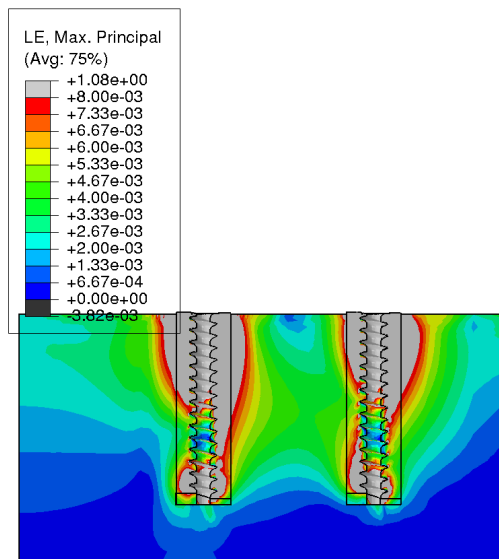 LE, Max. Principal
(Avg: 75%)
+1.08e+00
+8.00e-03
+7.33e-03
+6.67e-03
+6.00e-03
+5.33e-03
+4.67e-03
+4.00e-03
+3.33e-03
+2.67e-03
+2.00e-03
+1.33e-03
+6.67e-04
+0.00e+00
-3.82e-03